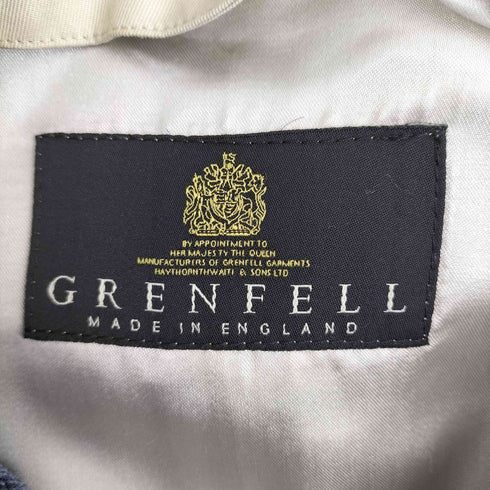 BY APPOINTMENT TO
HER MAJESTY THE QUEEN
MANUFACTURERS OF GRENFELL GARMENTS
HAYTHORNTHWAITE & SONS LTD
GRENFELL
MADE IN ENGLAND